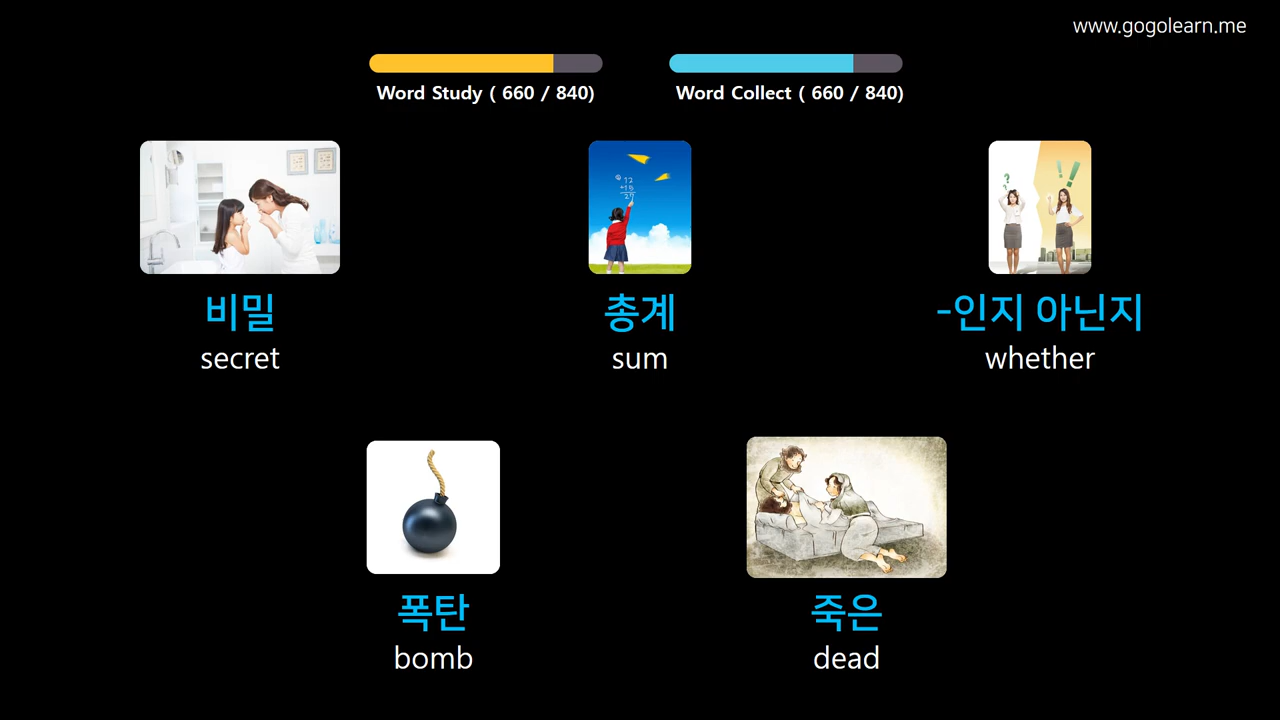 www.gogolearn.me
Word Study ( 660 / 840)
Word Collect ( 660 / 840)
비밀
secret
총계
sum
-인지 아닌지
whether
폭탄
bomb
죽은
dead